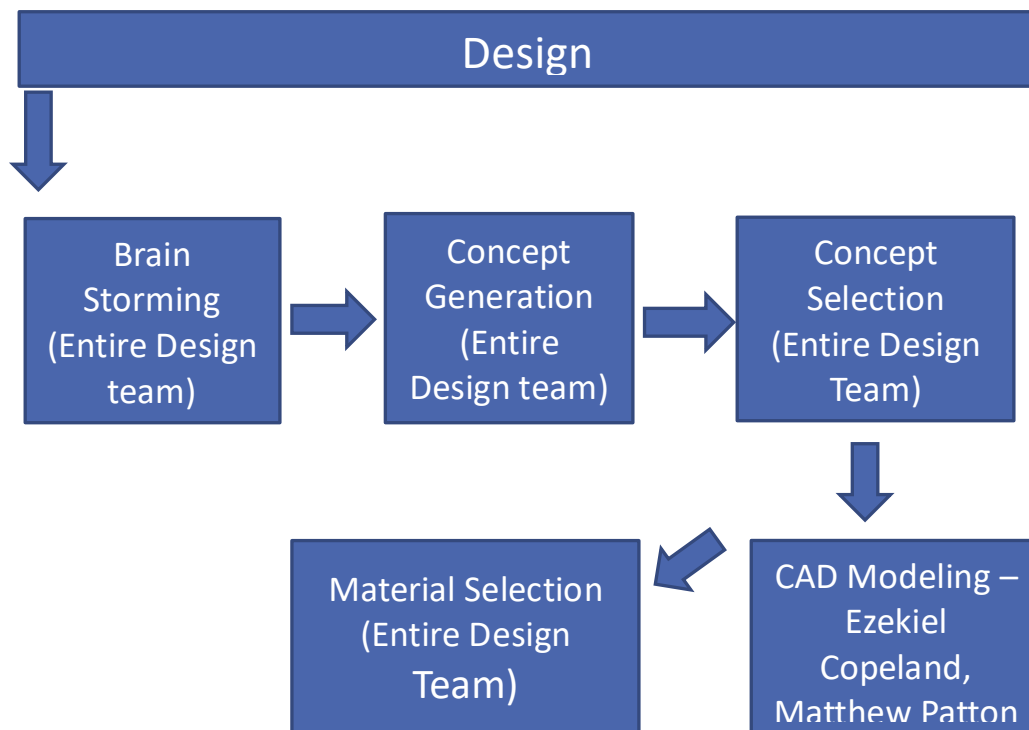 Design
Brain
Storming
(Entire Design
team)
Concept
Generation
(Entire
Design team)
Concept
Selection
(Entire Design
Team)
Material Selection
(Entire Design
Team)
CAD Modeling –
Ezekiel
Copeland,
Matthew Patton